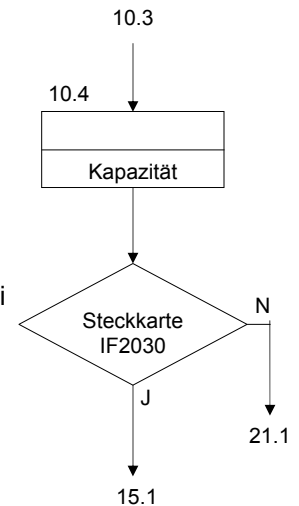 10.3
10.4
Kapazität
i
Steckkarte
IF2030
N
J
21.1
15.1